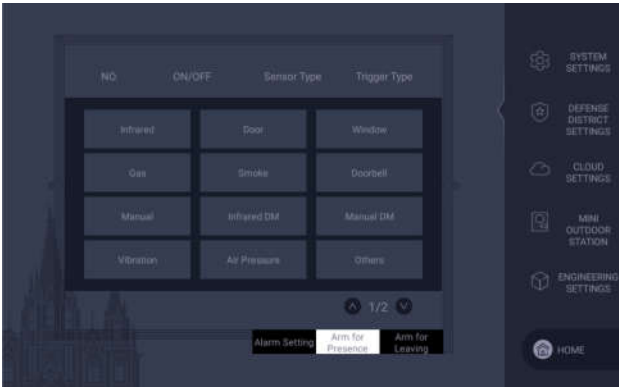 NO. ON/OFF Sensor Type Trigger Type
Infrared Door Window
Gas Smoke Doorbell
Manual Infrared DM Manual DM
Vibration Air Pressure Others
1/2
Alarm Setting
Arm for
Presence
Arm for
Leaving
SYSTEM
SETTINGS
DEFENSE
DISTRICT
SETTINGS
CLOUD
SETTINGS
MINI
OUTDOOR
STATION
ENGINEERING
SETTINGS
HOME